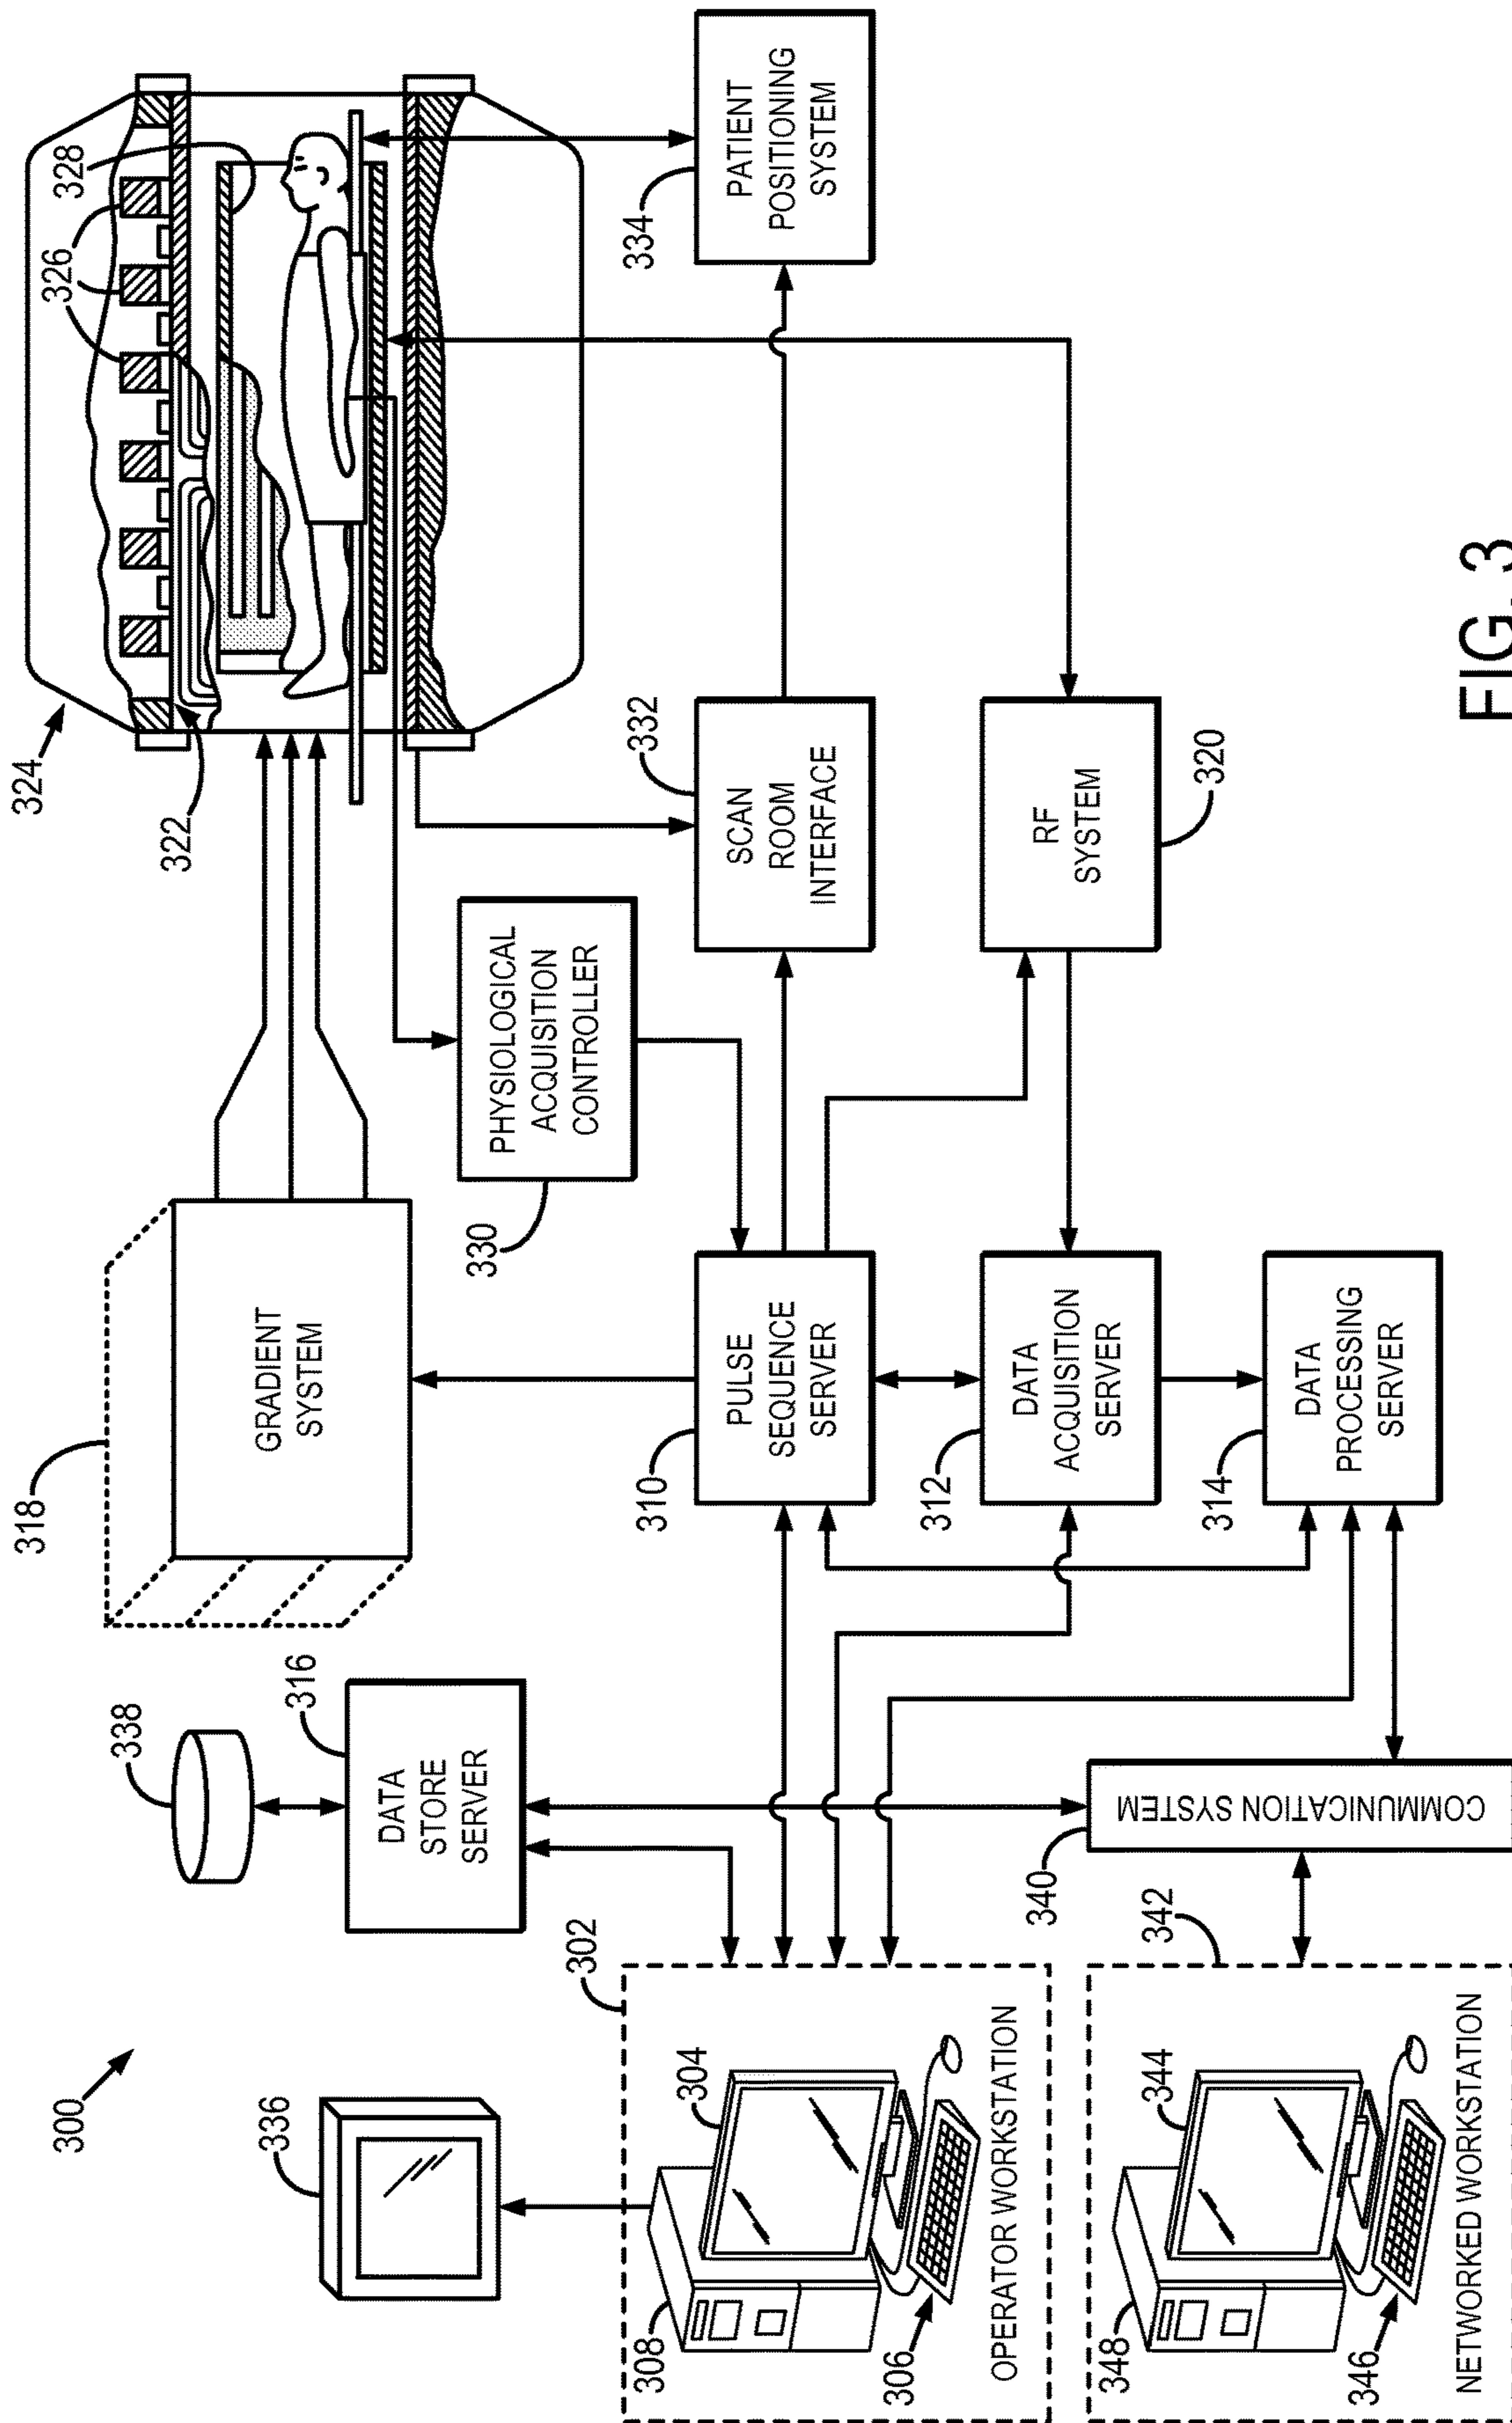 300
336
338
318
324
322
326
328
DATA
STORE
SERVER
316
GRADIENT
SYSTEM
PHYSIOLOGICAL
ACQUISITION
CONTROLLER
330
302
308
304
306
OPERATOR WORKSTATION
310
PULSE
SEQUENCE
SERVER
SCAN
ROOM
INTERFACE
332
334
PATIENT
POSITIONING
SYSTEM
312
DATA
ACQUISITION
SERVER
RF
SYSTEM
320
340
COMMUNICATION SYSTEM
314
DATA
PROCESSING
SERVER
342
348
344
346
NETWORKED WORKSTATION
FIG. 3